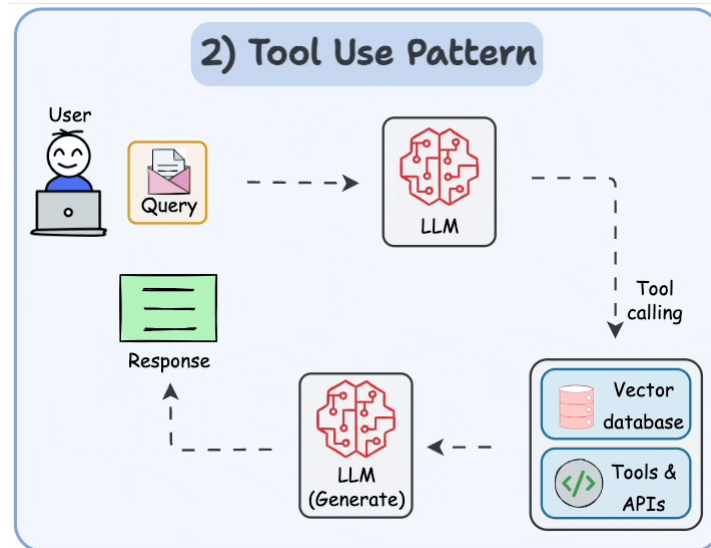 2) Tool Use Pattern
User
Query
LLM
Tool
calling
Response
Vector
database
LLM
(Generate)
Tools &
APIs